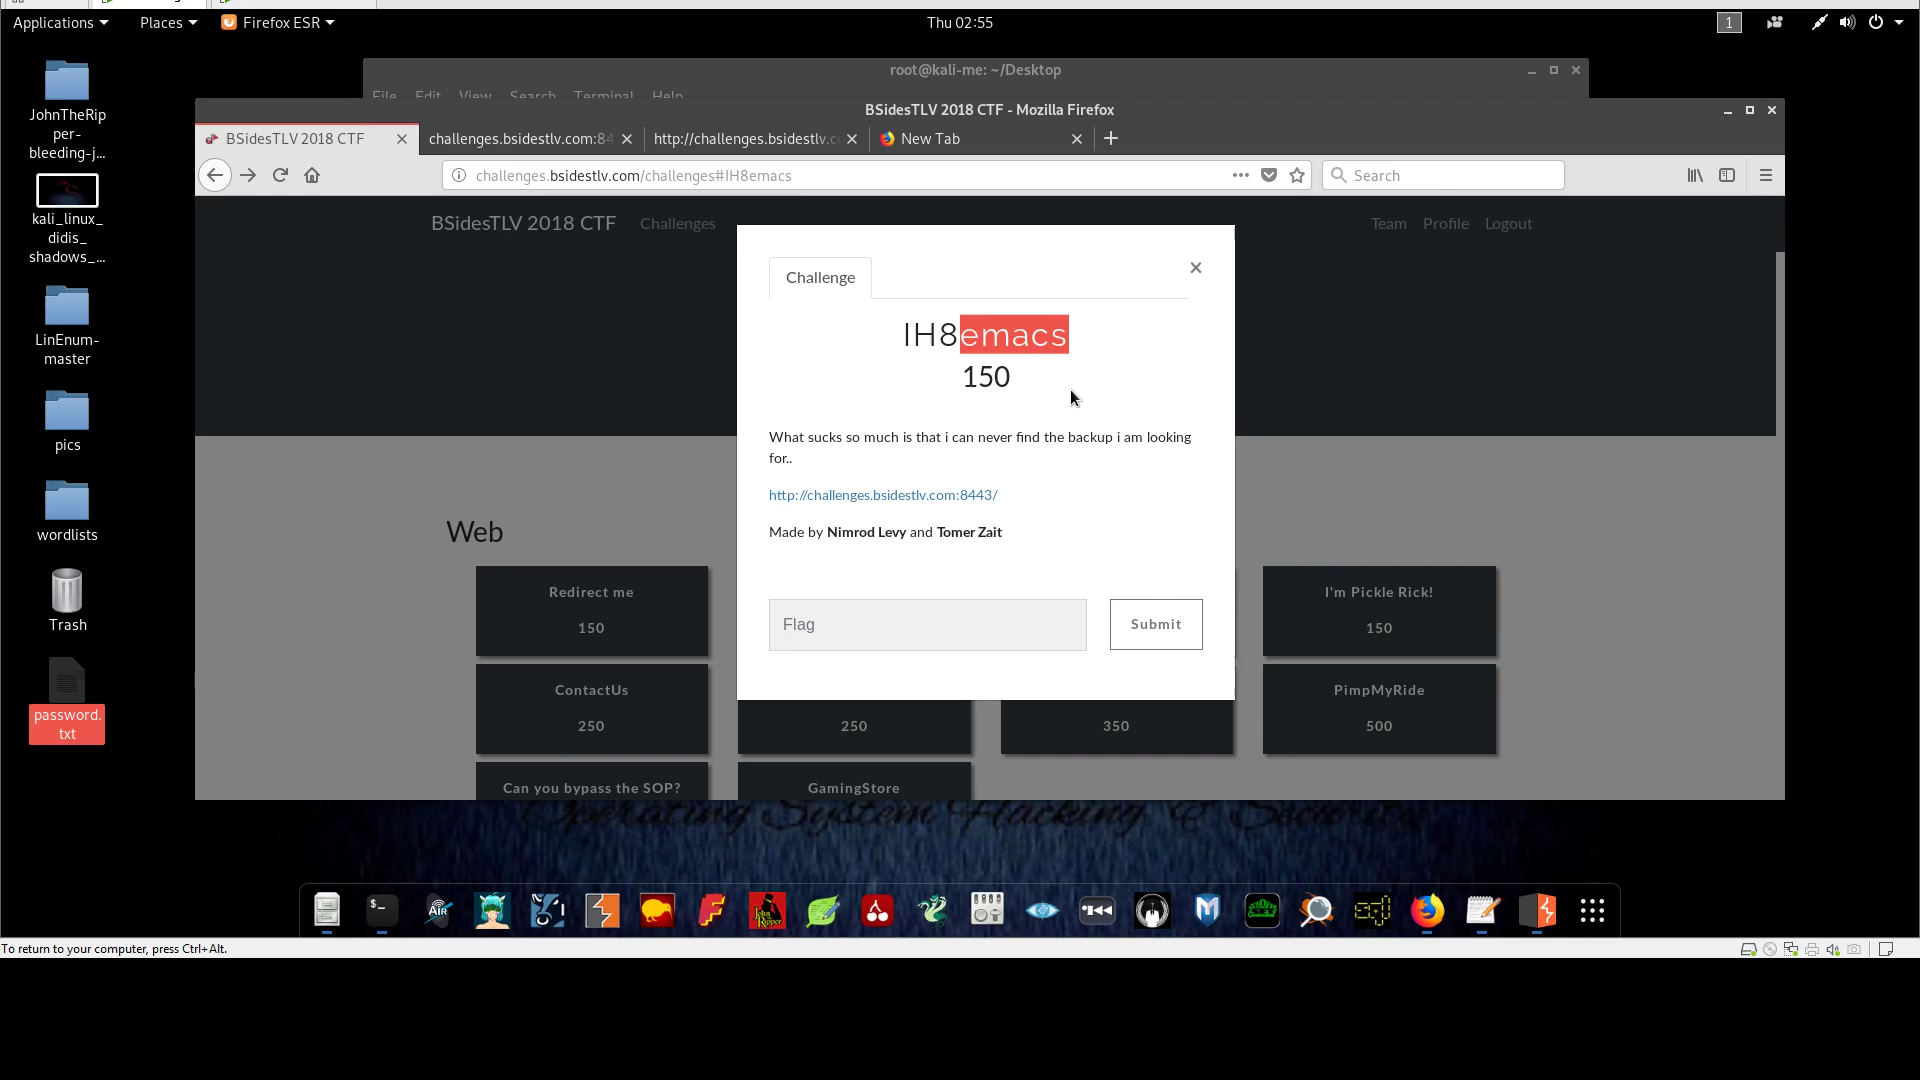 Applications
Places
Firefox ESR
Thu 02:55
1
root@kali-me: ~/Desktop
File Edit View Search Terminal Help
BSidesTLV 2018 CTF - Mozilla Firefox
BSidesTLV 2018 CTF
challenges.bsidestlv.com:84
http://challenges.bsidestlv.c
New Tab
challenges.bsidestlv.com/challenges#IH8emacs
Search
BSidesTLV 2018 CTF
Challenges
Team
Profile
Logout
Challenge
×
IH8emacs
150
What sucks so much is that i can never find the backup i am looking
for..
http://challenges.bsidestlv.com:8443/
Made by Nimrod Levy and Tomer Zait
Flag
Submit
Web
Redirect me
150
I'm Pickle Rick!
150
ContactUs
250
250
350
PimpMyRide
500
Can you bypass the SOP?
GamingStore
JohnTheRip
per-
bleeding-j...
kali_linux_
didis_
shadows_...
LinEnum-
master
pics
wordlists
Trash
password.
txt
Operating System Hacking & Securi
To return to your computer, press Ctrl+Alt.